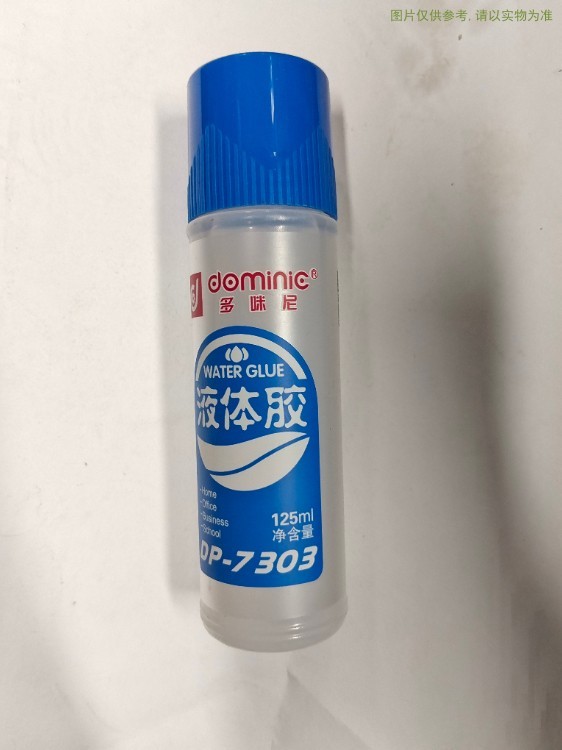 图片仅供参考, 请以实物为准
dominic®
多咪尼
WATER GLUE
液体胶
-Home
-Office
-Business
-School
125ml
净含量
DP-7303